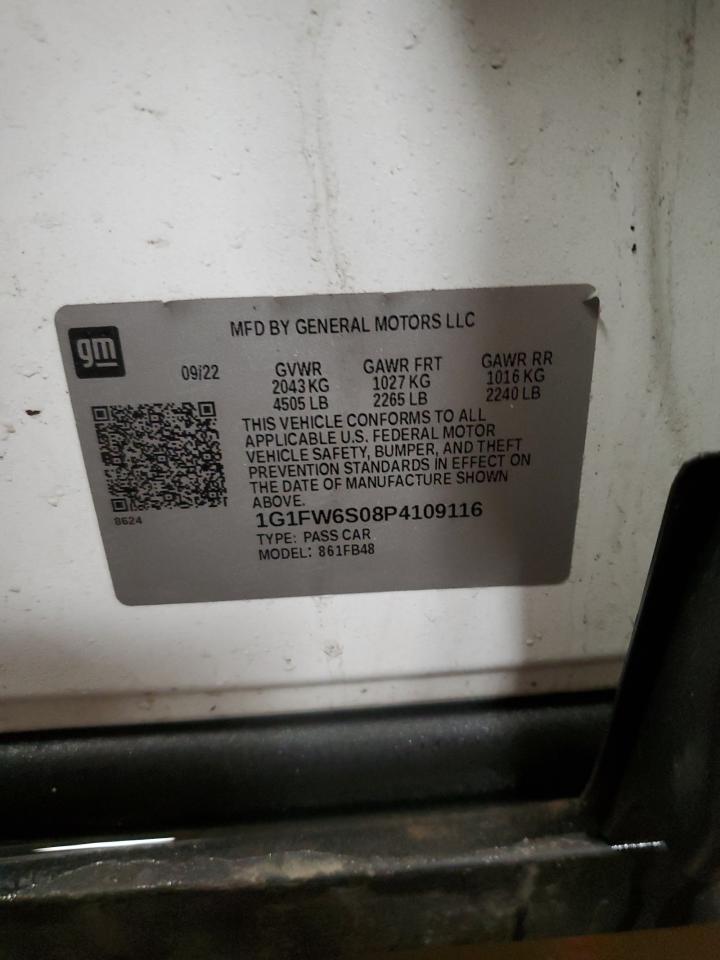 MFD BY GENERAL MOTORS LLC
gm
09/22
GVWR GAWR FRT GAWR RR
2043 KG 1027 KG 1016 KG
4505 LB 2265 LB 2240 LB
THIS VEHICLE CONFORMS TO ALL
APPLICABLE U.S. FEDERAL MOTOR
VEHICLE SAFETY, BUMPER, AND THEFT
PREVENTION STANDARDS IN EFFECT ON
THE DATE OF MANUFACTURE SHOWN
ABOVE.
8624
1G1FW6S08P4109116
TYPE: PASS CAR
MODEL: 861FB48